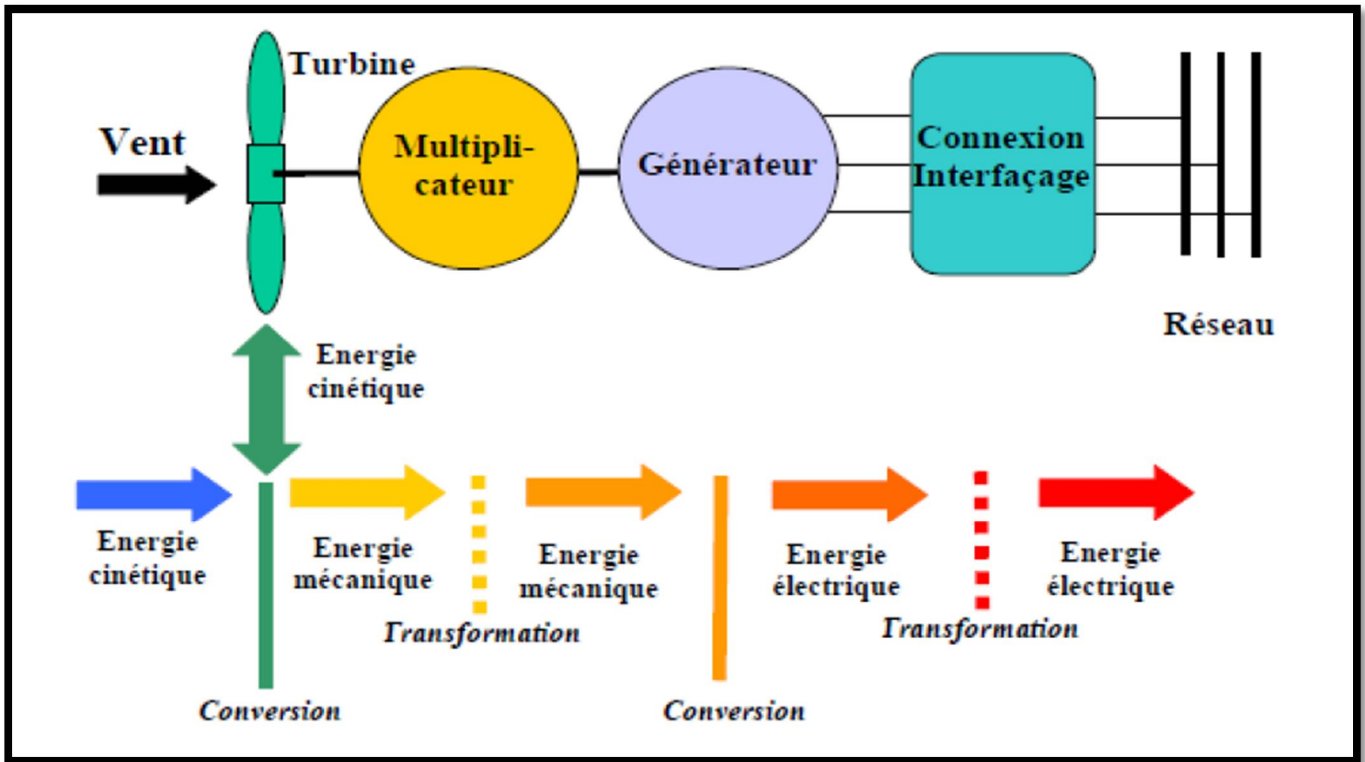 Turbine
Vent
Multipli-
cateur
Générateur
Connexion
Interfaçage
Réseau
Energie
cinétique
Energie
cinétique
Energie
mécanique
Transformation
Energie
mécanique
Energie
électrique
Transformation
Energie
électrique
Conversion
Conversion